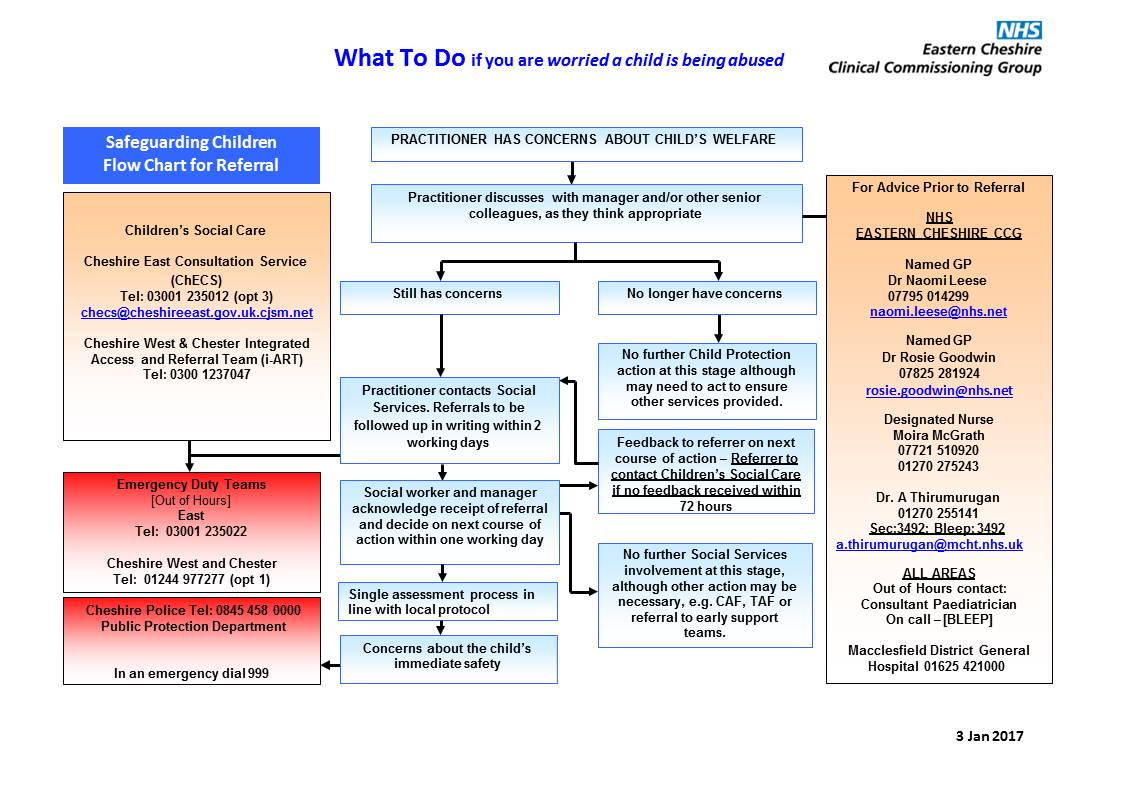 NHS
Eastern Cheshire
Clinical Commissioning Group
What To Do if you are worried a child is being abused
Safeguarding Children
Flow Chart for Referral
Children's Social Care
Cheshire East Consultation Service
(ChECS)
Tel: 03001 235012 (opt 3)
checs@cheshireeast.gov.uk.cjsm.net
Cheshire West & Chester Integrated
Access and Referral Team (i-ART)
Tel: 0300 1237047
Emergency Duty Teams
[Out of Hours]
East
Tel: 03001 235022
Cheshire West and Chester
Tel: 01244 977277 (opt 1)
Cheshire Police Tel: 0845 458 0000
Public Protection Department
In an emergency dial 999
PRACTITIONER HAS CONCERNS ABOUT CHILD'S WELFARE
Practitioner discusses with manager and/or other senior
colleagues, as they think appropriate
Still has concerns
No longer have concerns
No further Child Protection
action at this stage although
may need to act to ensure
other services provided.
Practitioner contacts Social
Services. Referrals to be
followed up in writing within 2
working days
Feedback to referrer on next
course of action – Referrer to
contact Children's Social Care
if no feedback received within
72 hours
Social worker and manager
acknowledge receipt of referral
and decide on next course of
action within one working day
No further Social Services
involvement at this stage,
although other action may be
necessary, e.g. CAF, TAF or
referral to early support
teams.
Single assessment process in
line with local protocol
Concerns about the child's
immediate safety
For Advice Prior to Referral
NHS
EASTERN CHESHIRE CCG
Named GP
Dr Naomi Leese
07795 014299
naomi.leese@nhs.net
Named GP
Dr Rosie Goodwin
07825 281924
rosie.goodwin@nhs.net
Designated Nurse
Moira McGrath
07721 510920
01270 275243
Dr. A Thirumurugan
01270 255141
Sec:3492: Bleep: 3492
a.thirumurugan@mcht.nhs.uk
ALL AREAS
Out of Hours contact:
Consultant Paediatrician
On call – [BLEEP]
Macclesfield District General
Hospital 01625 421000
3 Jan 2017